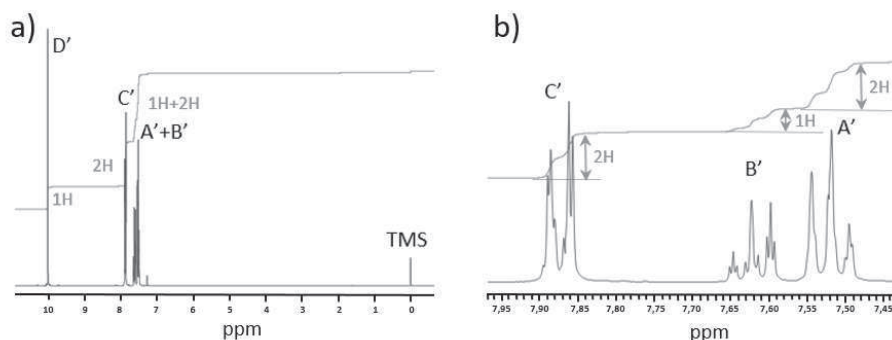 a)
D'
C'
1H+2H
A'+B'
2H
1H
TMS
10 9 8 7 6 5 4 3 2 1 0
ppm
b)
C'
2H
1H
A'
2H
B'
7,95 7,90 7,85 7,80 7,75 7,70 7,65 7,60 7,55 7,50 7,45
ppm